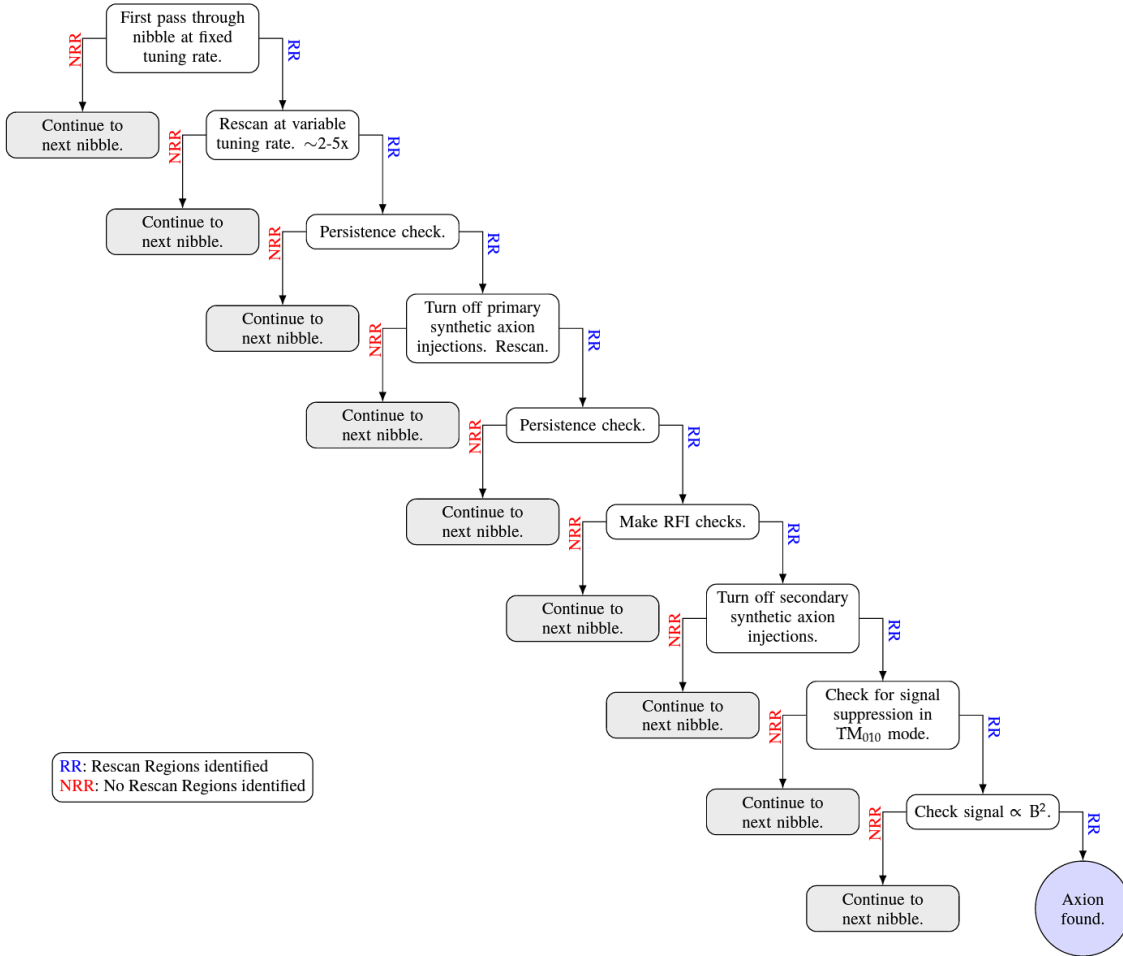 First pass through
nibble at fixed
tuning rate.
NRR
RR
Continue to
next nibble.
Rescan at variable
tuning rate. ∼2-5x
NRR
RR
Continue to
next nibble.
Persistence check.
NRR
RR
Continue to
next nibble.
Turn off primary
synthetic axion
injections. Rescan.
NRR
RR
Continue to
next nibble.
Persistence check.
NRR
RR
Continue to
next nibble.
Make RFI checks.
NRR
RR
Continue to
next nibble.
Turn off secondary
synthetic axion
injections.
NRR
RR
Continue to
next nibble.
Check for signal
suppression in
TM₀₁₀ mode.
NRR
RR
Continue to
next nibble.
Check signal ∝ B².
NRR
RR
Continue to
next nibble.
Axion
found.
RR: Rescan Regions identified
NRR: No Rescan Regions identified